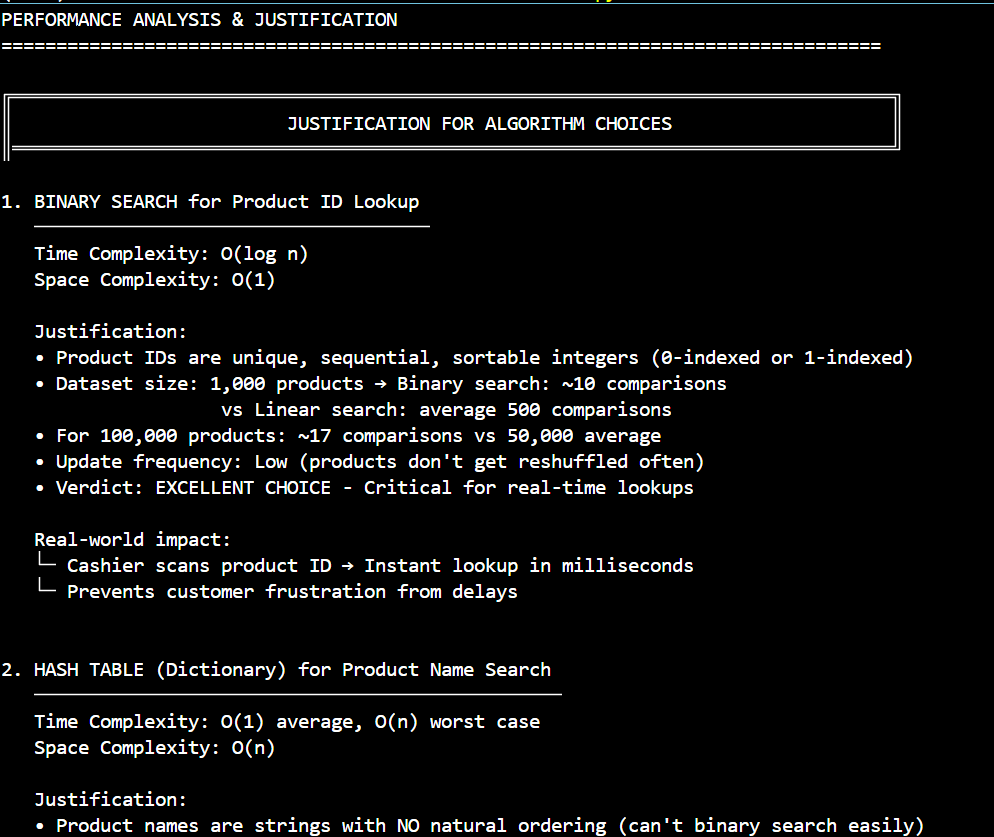 PERFORMANCE ANALYSIS & JUSTIFICATION
================================================================================
JUSTIFICATION FOR ALGORITHM CHOICES
1. BINARY SEARCH for Product ID Lookup
Time Complexity: O(log n)
Space Complexity: O(1)
Justification:
• Product IDs are unique, sequential, sortable integers (0-indexed or 1-indexed)
• Dataset size: 1,000 products → Binary search: ~10 comparisons
vs Linear search: average 500 comparisons
• For 100,000 products: ~17 comparisons vs 50,000 average
• Update frequency: Low (products don't get reshuffled often)
• Verdict: EXCELLENT CHOICE - Critical for real-time lookups
Real-world impact:
└─ Cashier scans product ID → Instant lookup in milliseconds
└─ Prevents customer frustration from delays
2. HASH TABLE (Dictionary) for Product Name Search
Time Complexity: O(1) average, O(n) worst case
Space Complexity: O(n)
Justification:
• Product names are strings with NO natural ordering (can't binary search easily)